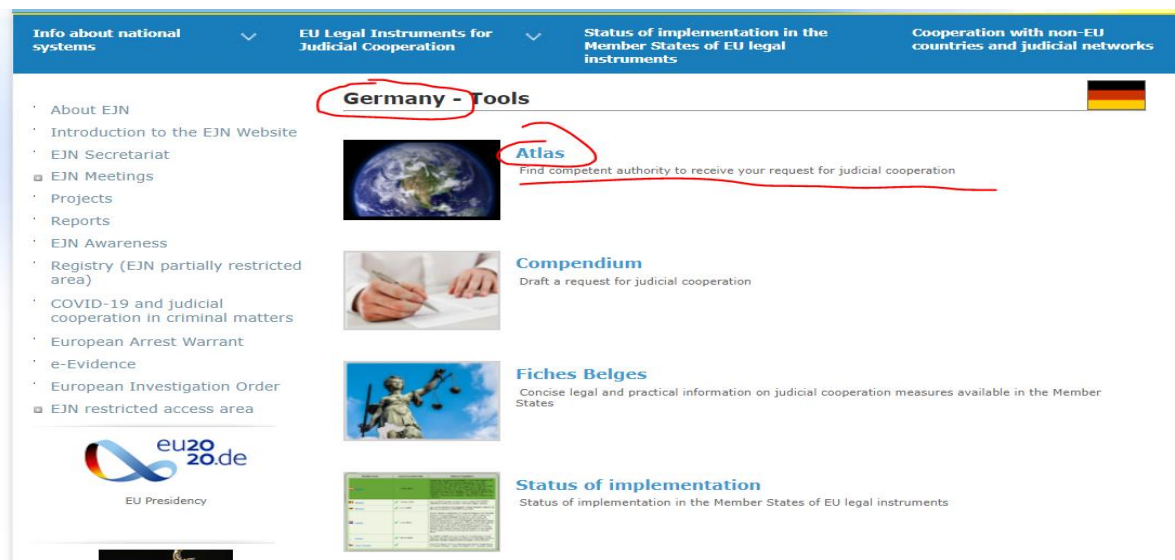 Info about national
systems
EU Legal Instruments for
Judicial Cooperation
Status of implementation in the
Member States of EU legal
instruments
Cooperation with non-EU
countries and judicial networks
About EJN
Introduction to the EJN Website
EJN Secretariat
EJN Meetings
Projects
Reports
EJN Awareness
Registry (EJN partially restricted
area)
COVID-19 and judicial
cooperation in criminal matters
European Arrest Warrant
e-Evidence
European Investigation Order
EJN restricted access area
eu20
20.de
EU Presidency
Germany - Tools
Atlas
Find competent authority to receive your request for judicial cooperation
Compendium
Draft a request for judicial cooperation
Fiches Belges
Concise legal and practical information on judicial cooperation measures available in the Member
States
Status of implementation
Status of implementation in the Member States of EU legal instruments